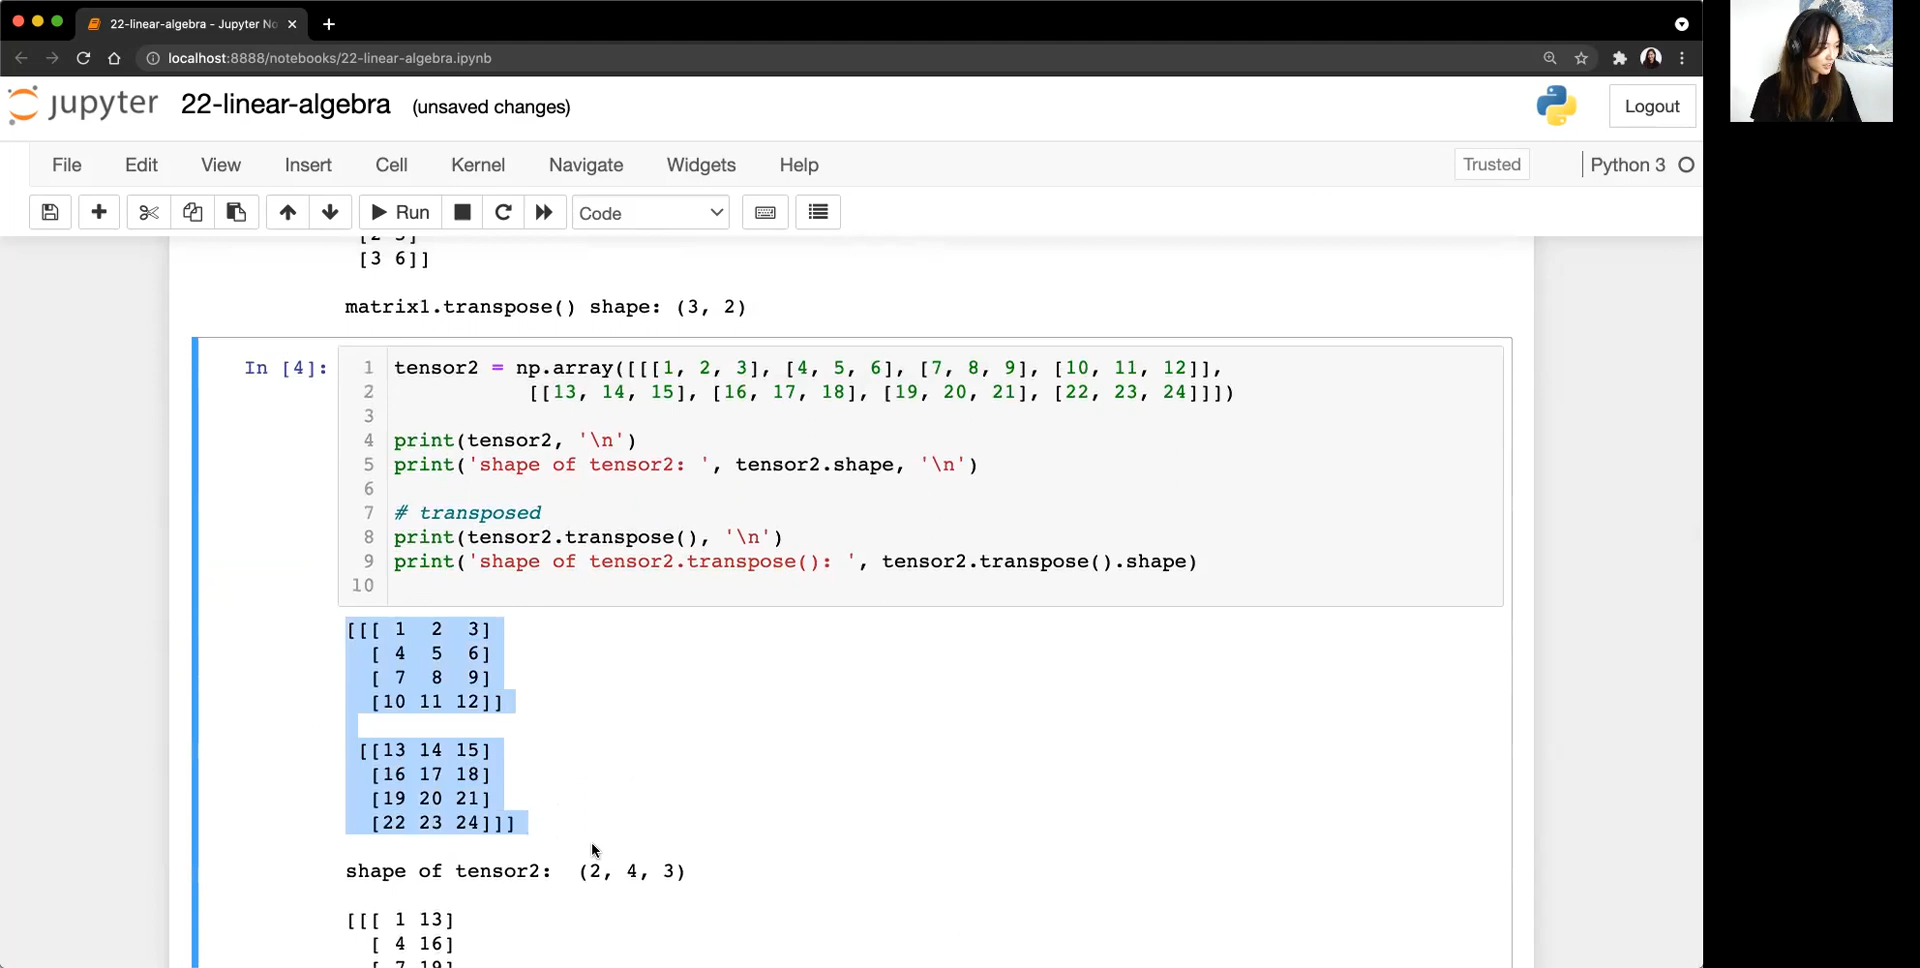 22-linear-algebra - Jupyter No
localhost:8888/notebooks/22-linear-algebra.ipynb
jupyter 22-linear-algebra (unsaved changes) Logout
File Edit View Insert Cell Kernel Navigate Widgets Help Trusted Python 3
Run Code
[3 6]]
matrix1.transpose() shape: (3, 2)
In [4]:
1 tensor2 = np.array([[[1, 2, 3], [4, 5, 6], [7, 8, 9], [10, 11, 12]],
2 [[13, 14, 15], [16, 17, 18], [19, 20, 21], [22, 23, 24]]])
3
4 print(tensor2, '\n')
5 print('shape of tensor2: ', tensor2.shape, '\n')
6
7 # transposed
8 print(tensor2.transpose(), '\n')
9 print('shape of tensor2.transpose(): ', tensor2.transpose().shape)
10
[[[ 1 2 3]
[ 4 5 6]
[ 7 8 9]
[10 11 12]]
[[13 14 15]
[16 17 18]
[19 20 21]
[22 23 24]]]
shape of tensor2: (2, 4, 3)
[[[ 1 13]
[ 4 16]
[ 7 19]